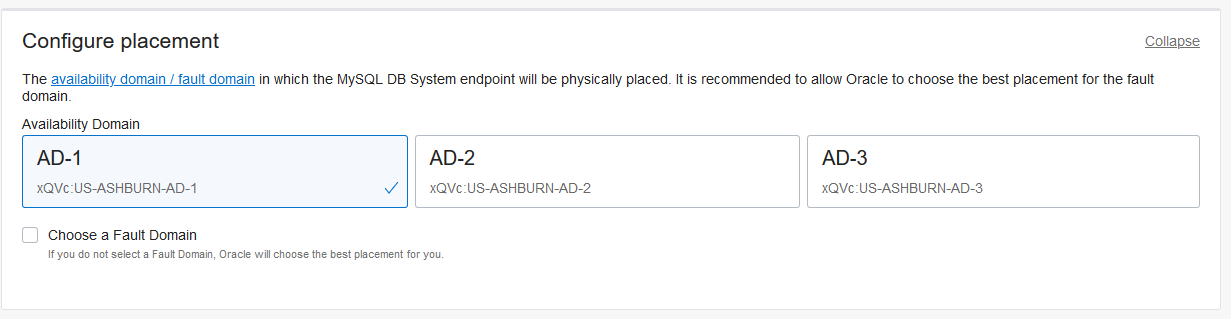 Configure placement
Collapse
The availability domain / fault domain in which the MySQL DB System endpoint will be physically placed. It is recommended to allow Oracle to choose the best placement for the fault
domain.
Availability Domain
AD-1
xQVc:US-ASHBURN-AD-1
AD-2
xQVc:US-ASHBURN-AD-2
AD-3
xQVc:US-ASHBURN-AD-3
Choose a Fault Domain
If you do not select a Fault Domain, Oracle will choose the best placement for you.